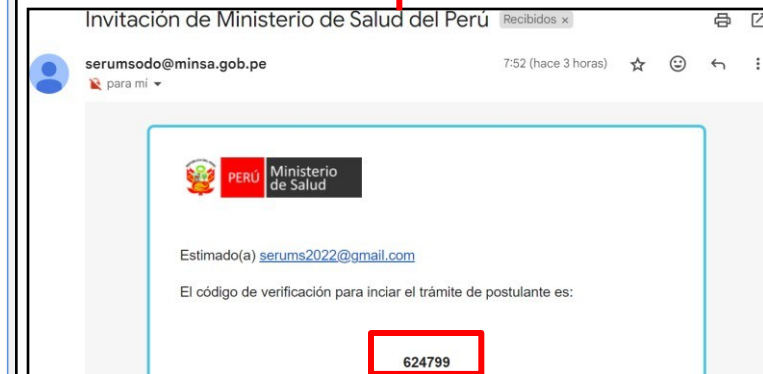 Invitación de Ministerio de Salud del Perú Recibidos x
serumsodo@minsa.gob.pe 7:52 (hace 3 horas)
para mí
PERÚ Ministerio
de Salud
Estimado(a) serums2022@gmail.com
El código de verificación para inciar el trámite de postulante es:
624799